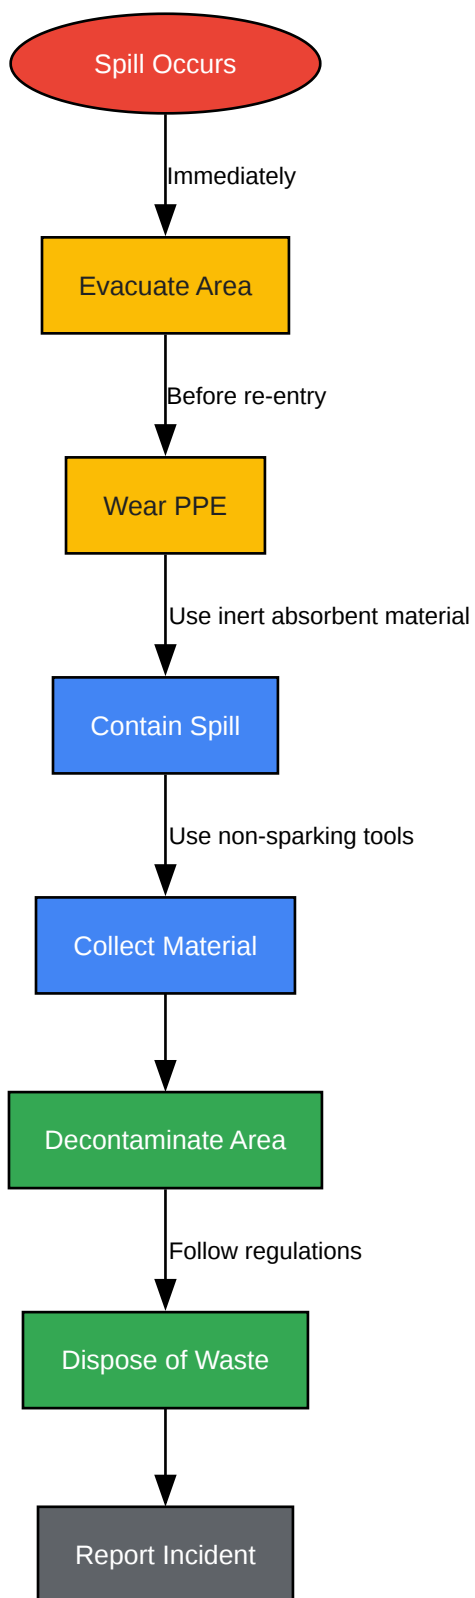 Spill Occurs
Immediately
Evacuate Area
Before re-entry
Wear PPE
Use inert absorbent material
Contain Spill
Use non-sparking tools
Collect Material
Decontaminate Area
Follow regulations
Dispose of Waste
Report Incident